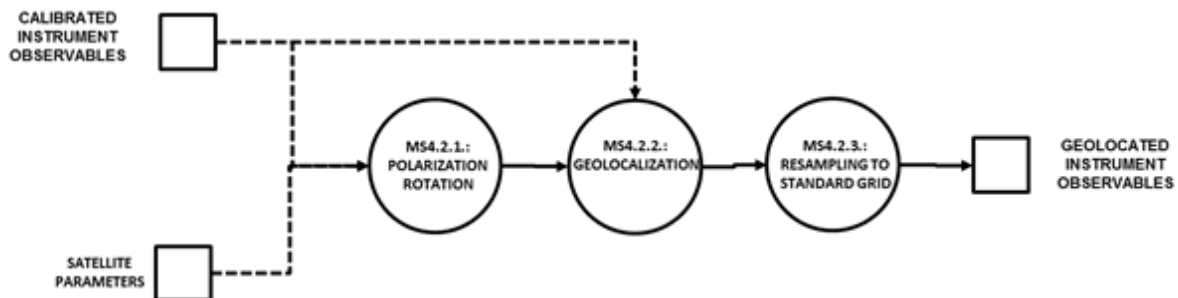 CALIBRATED
INSTRUMENT
OBSERVABLES
MS4.2.1.:
POLARIZATION
ROTATION
MS4.2.2.:
GEOLOCALIZATION
MS4.2.3.:
RESAMPLING TO
STANDARD GRID
GEOLOCATED
INSTRUMENT
OBSERVABLES
SATELLITE
PARAMETERS